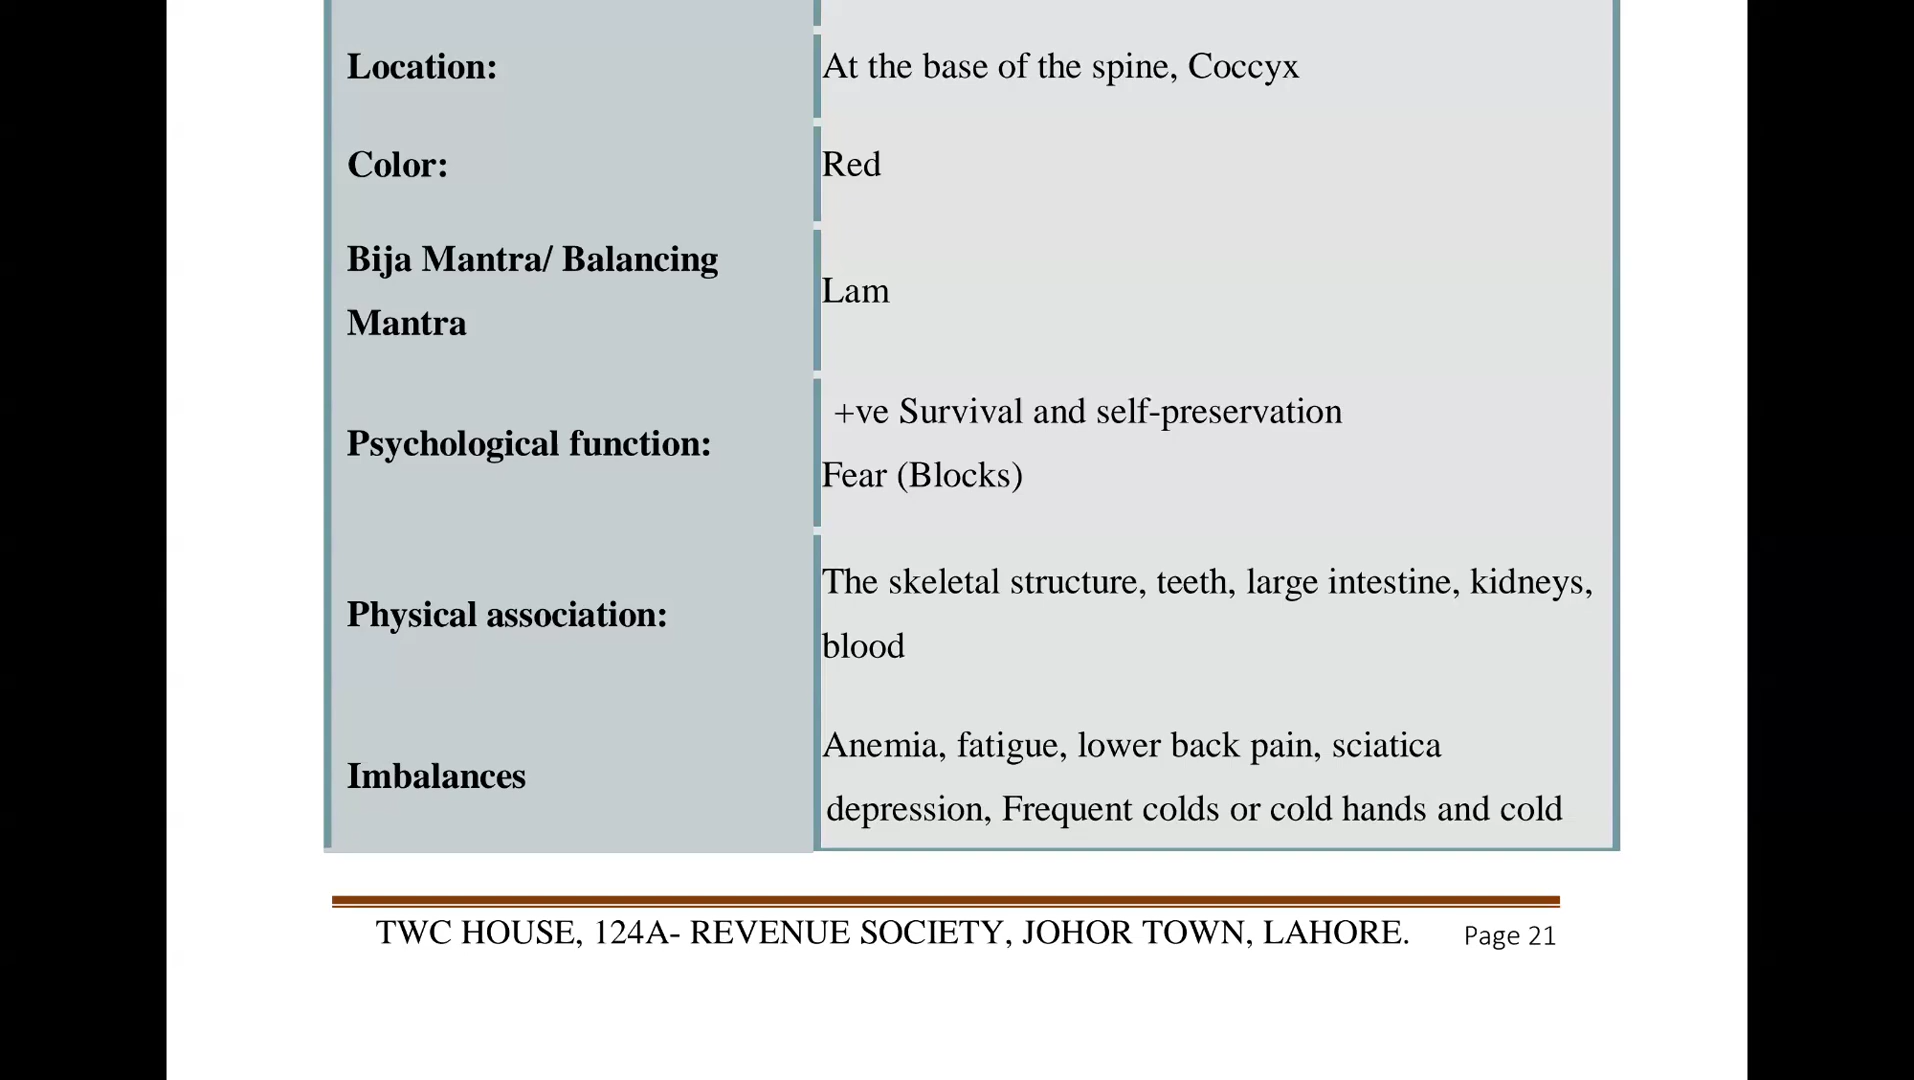 Location:
At the base of the spine, Coccyx
Color:
Red
Bija Mantra/ Balancing
Mantra
Lam
Psychological function:
+ve Survival and self-preservation
Fear (Blocks)
Physical association:
The skeletal structure, teeth, large intestine, kidneys,
blood
Imbalances
Anemia, fatigue, lower back pain, sciatica
depression, Frequent colds or cold hands and cold
TWC HOUSE, 124A- REVENUE SOCIETY, JOHOR TOWN, LAHORE.
Page 21